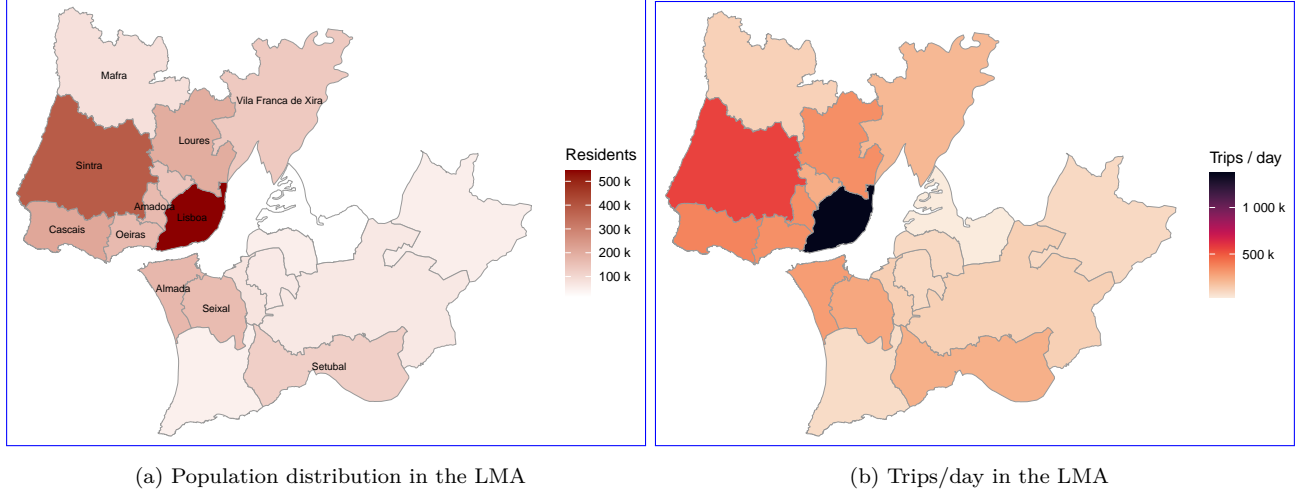 Mafra
Vila Franca de Xira
Loures
Sintra
Amadora
Lisboa
Cascais
Oeiras
Almada
Seixal
Setubal
Residents
500 k
400 k
300 k
200 k
100 k
Trips / day
1 000 k
500 k
(a) Population distribution in the LMA
(b) Trips/day in the LMA